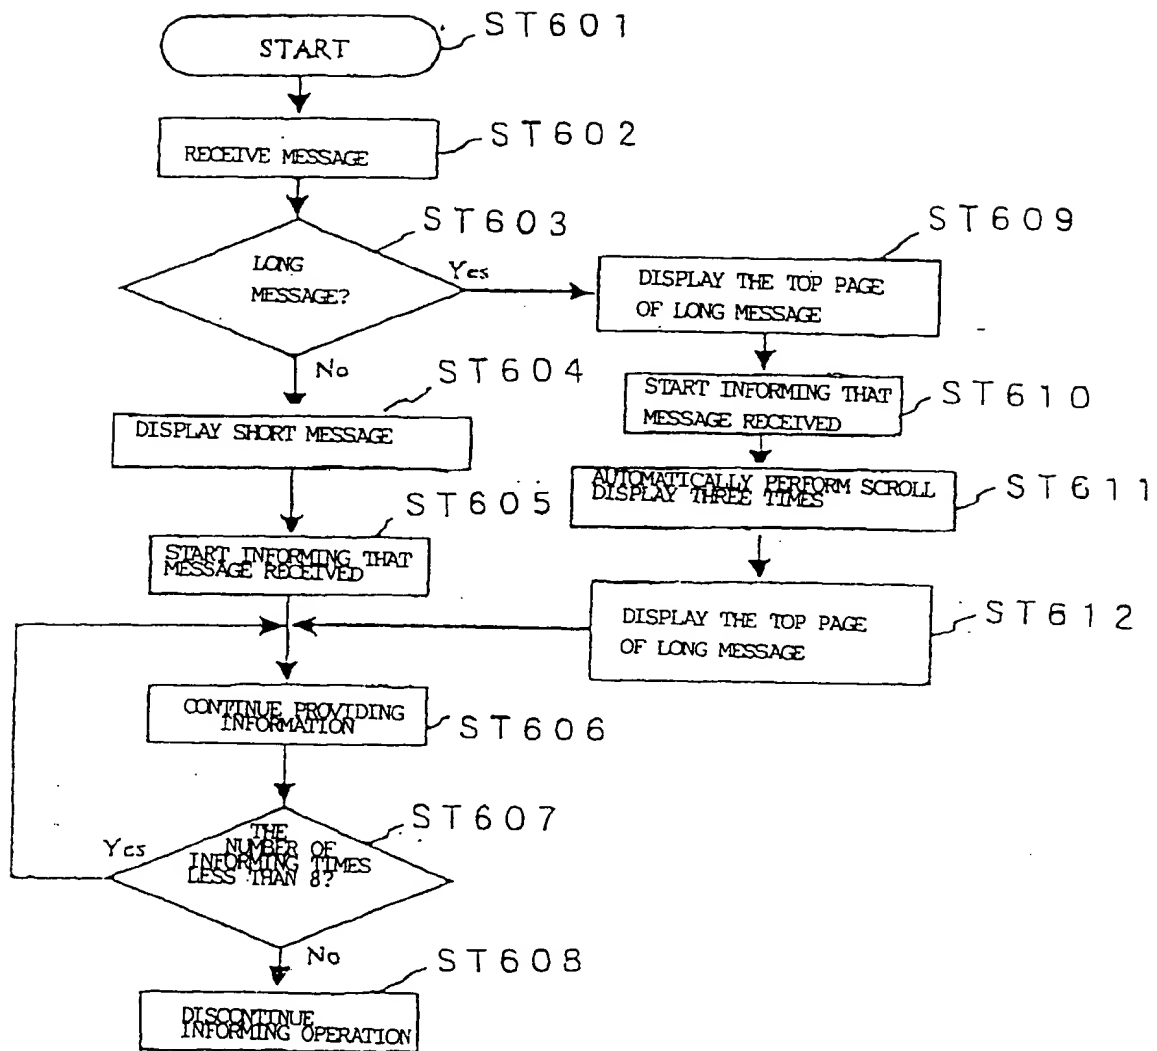 START
ST601
RECEIVE MESSAGE
ST602
LONG
MESSAGE?
ST603
Yes
No
DISPLAY THE TOP PAGE
OF LONG MESSAGE
ST609
DISPLAY SHORT MESSAGE
ST604
START INFORMING THAT
MESSAGE RECEIVED
ST610
START INFORMING THAT
MESSAGE RECEIVED
ST605
AUTOMATICALLY PERFORM SCROLL
DISPLAY THREE TIMES
ST611
DISPLAY THE TOP PAGE
OF LONG MESSAGE
ST612
CONTINUE PROVIDING
INFORMATION
ST606
THE
NUMBER OF
INFORMING TIMES
LESS THAN 8?
ST607
Yes
No
DISCONTINUE
INFORMING OPERATION
ST608